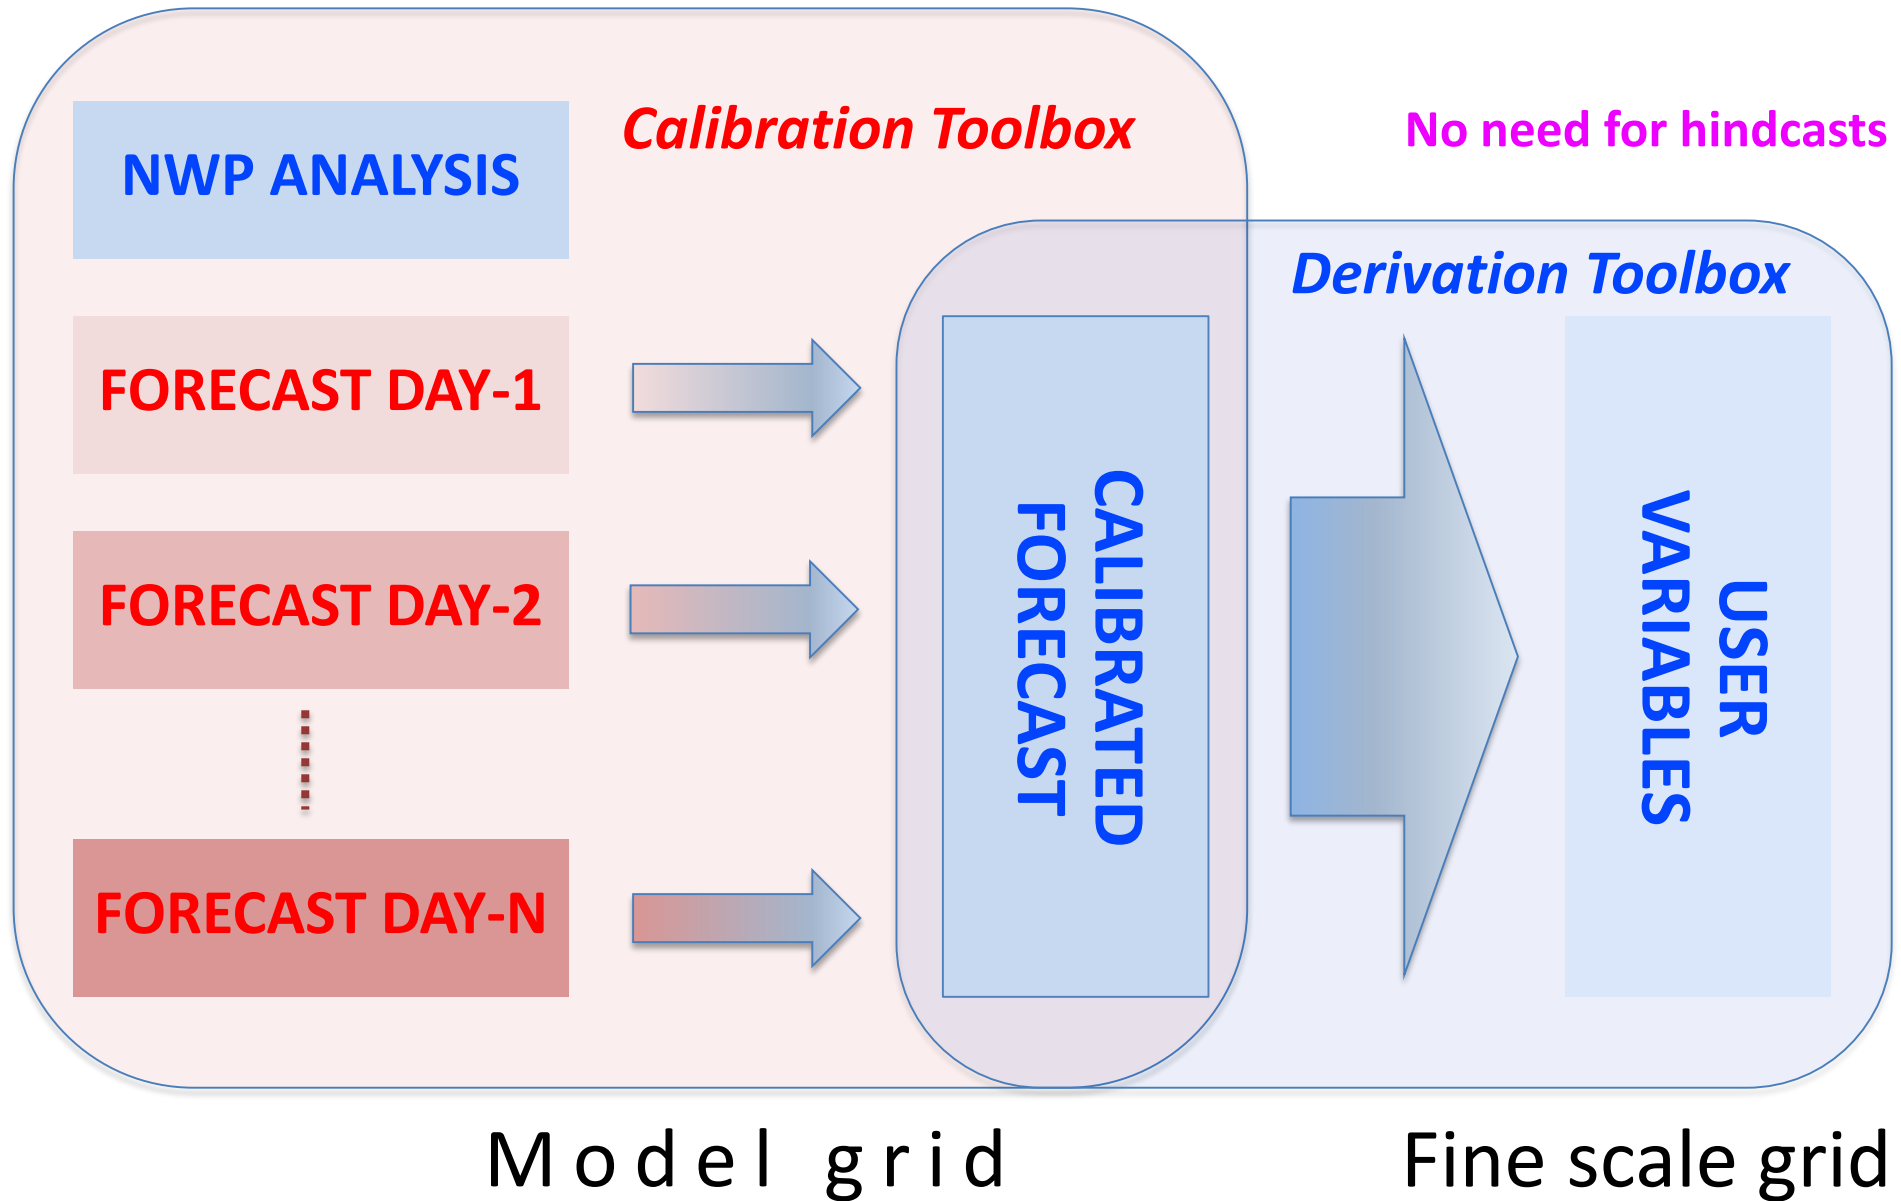 Calibration Toolbox
No need for hindcasts
NWP ANALYSIS
Derivation Toolbox
FORECAST DAY-1
FORECAST DAY-2
FORECAST DAY-N
CALIBRATED
FORECAST
USER
VARIABLES
Model grid
Fine scale grid